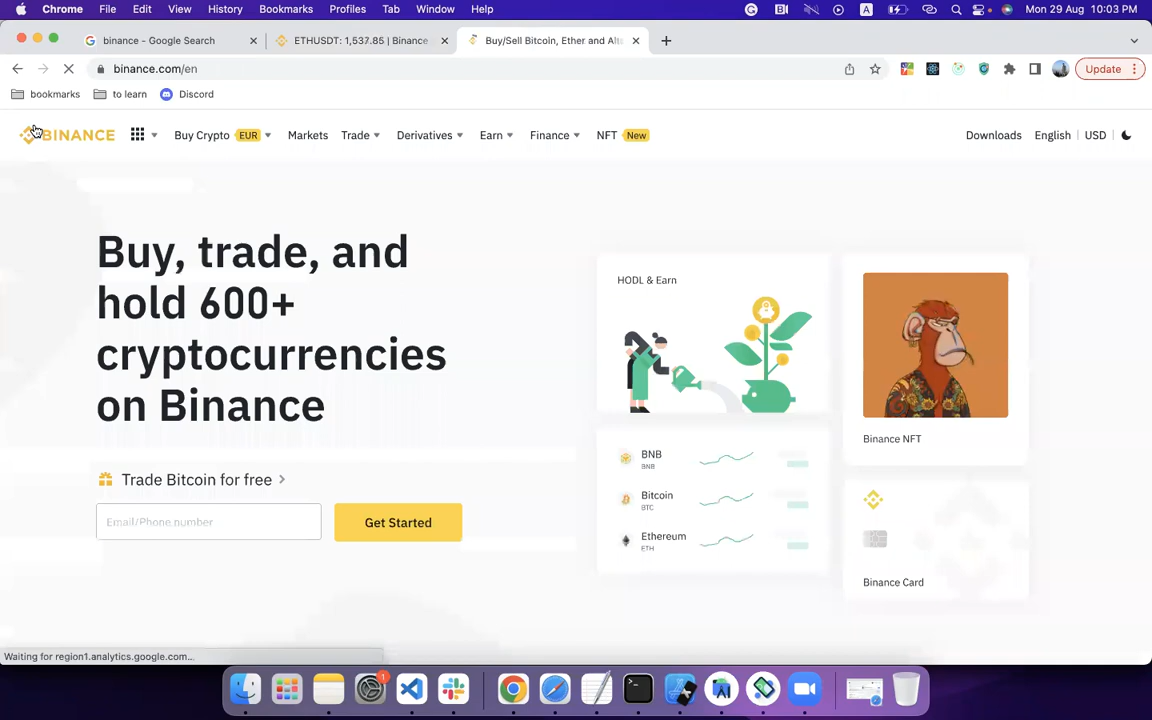 Chrome File Edit View History Bookmarks Profiles Tab Window Help A Mon 29 Aug 10:03 PM
binance - Google Search
ETHUSDT: 1,537.85 | Binance
Buy/Sell Bitcoin, Ether and Alt
binance.com/en
Update
bookmarks
to learn
Discord
BINANCE
Buy Crypto EUR
Markets
Trade
Derivatives
Earn
Finance
NFT New
Downloads
English
USD
Buy, trade, and
hold 600+
cryptocurrencies
on Binance
Trade Bitcoin for free
Email/Phone number
Get Started
HODL & Earn
BNB
BNB
Bitcoin
BTC
Ethereum
ETH
Binance NFT
Binance Card
Waiting for region1.analytics.google.com...
1